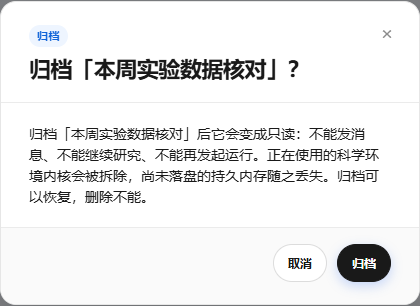 归档
归档「本周实验数据核对」?
归档「本周实验数据核对」后它会变成只读：不能发消
息、不能继续研究、不能再发起运行。正在使用的科学环
境内核会被拆除，尚未落盘的持久内存随之丢失。归档可
以恢复，删除不能。
取消
归档